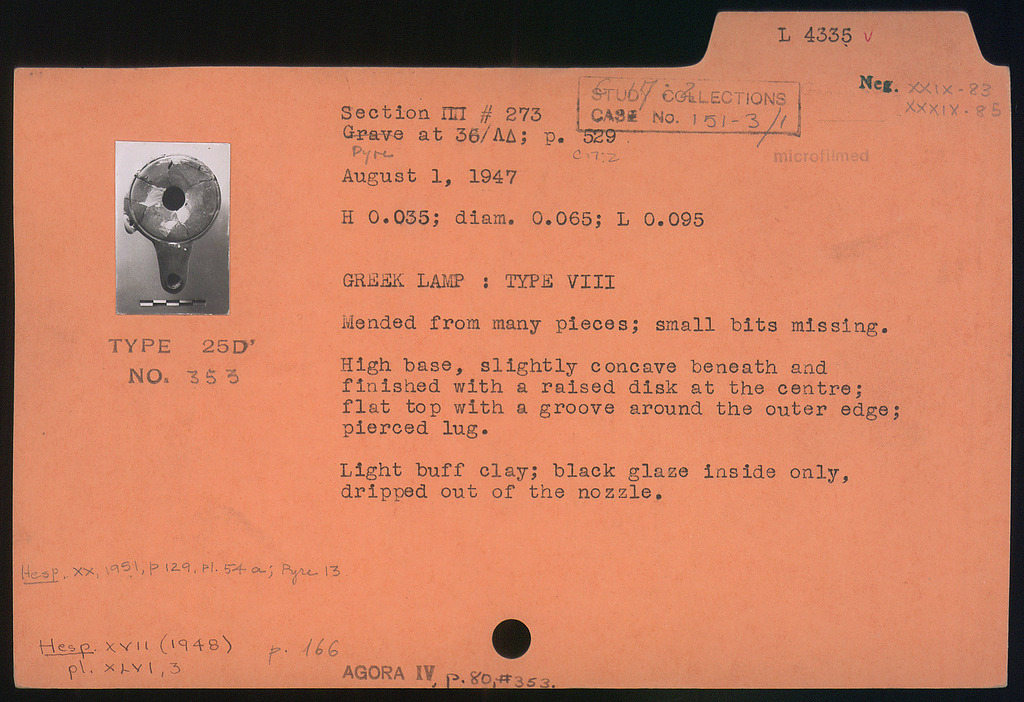 L 4335 v
Neg. XXIX-83
XXXIX-85
STUDY COLLECTIONS
CASE No. 151-3/1
microfilmed
Section ΠΠ # 273
Grave at 36/ΛΔ; p. 529
Pyre C17:2
August 1, 1947
H 0.035; diam. 0.065; L 0.095
GREEK LAMP : TYPE VIII
Mended from many pieces; small bits missing.
High base, slightly concave beneath and
finished with a raised disk at the centre;
flat top with a groove around the outer edge;
pierced lug.
Light buff clay; black glaze inside only,
dripped out of the nozzle.
TYPE 25D'
NO. 353
Hesp. XX, 1951, p 129, Pl. 54 a; Pyre 13
Hesp. XVII (1948) p. 166
pl. XLVI, 3
AGORA IV, p. 80, #353.